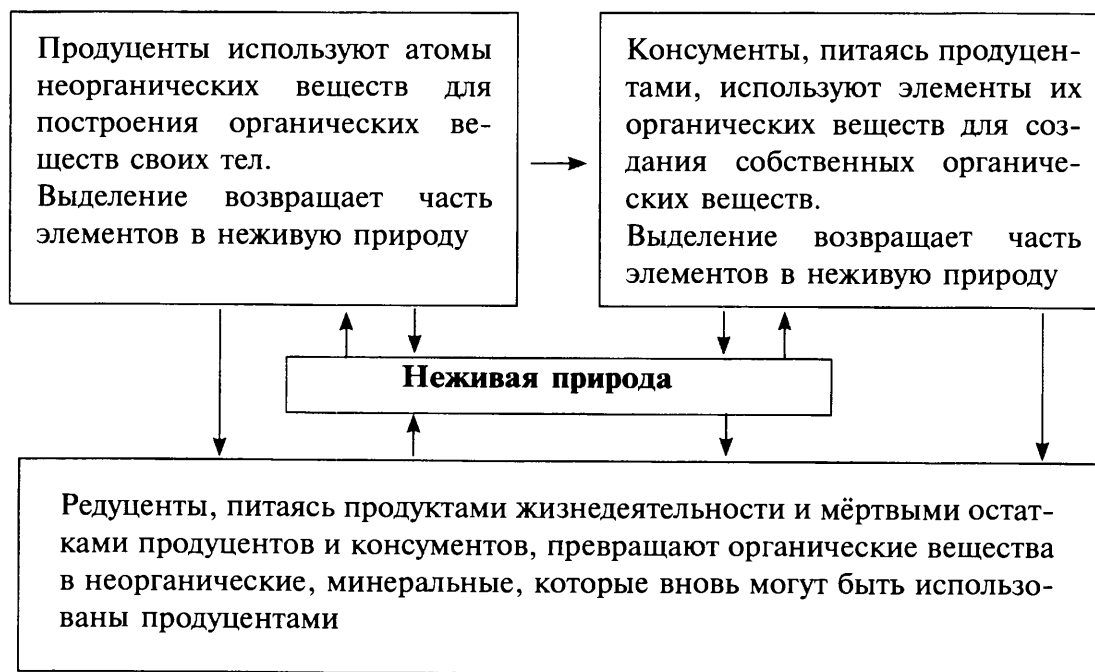 Продуценты используют атомы
неорганических веществ для
построения органических ве-
ществ своих тел.
Выделение возвращает часть
элементов в неживую природу
Консументы, питаясь продуцен-
тами, используют элементы их
органических веществ для соз-
дания собственных органиче-
ских веществ.
Выделение возвращает часть
элементов в неживую природу
Неживая природа
Редуценты, питаясь продуктами жизнедеятельности и мёртвыми остат-
ками продуцентов и консументов, превращают органические вещества
в неорганические, минеральные, которые вновь могут быть использо-
ваны продуцентами